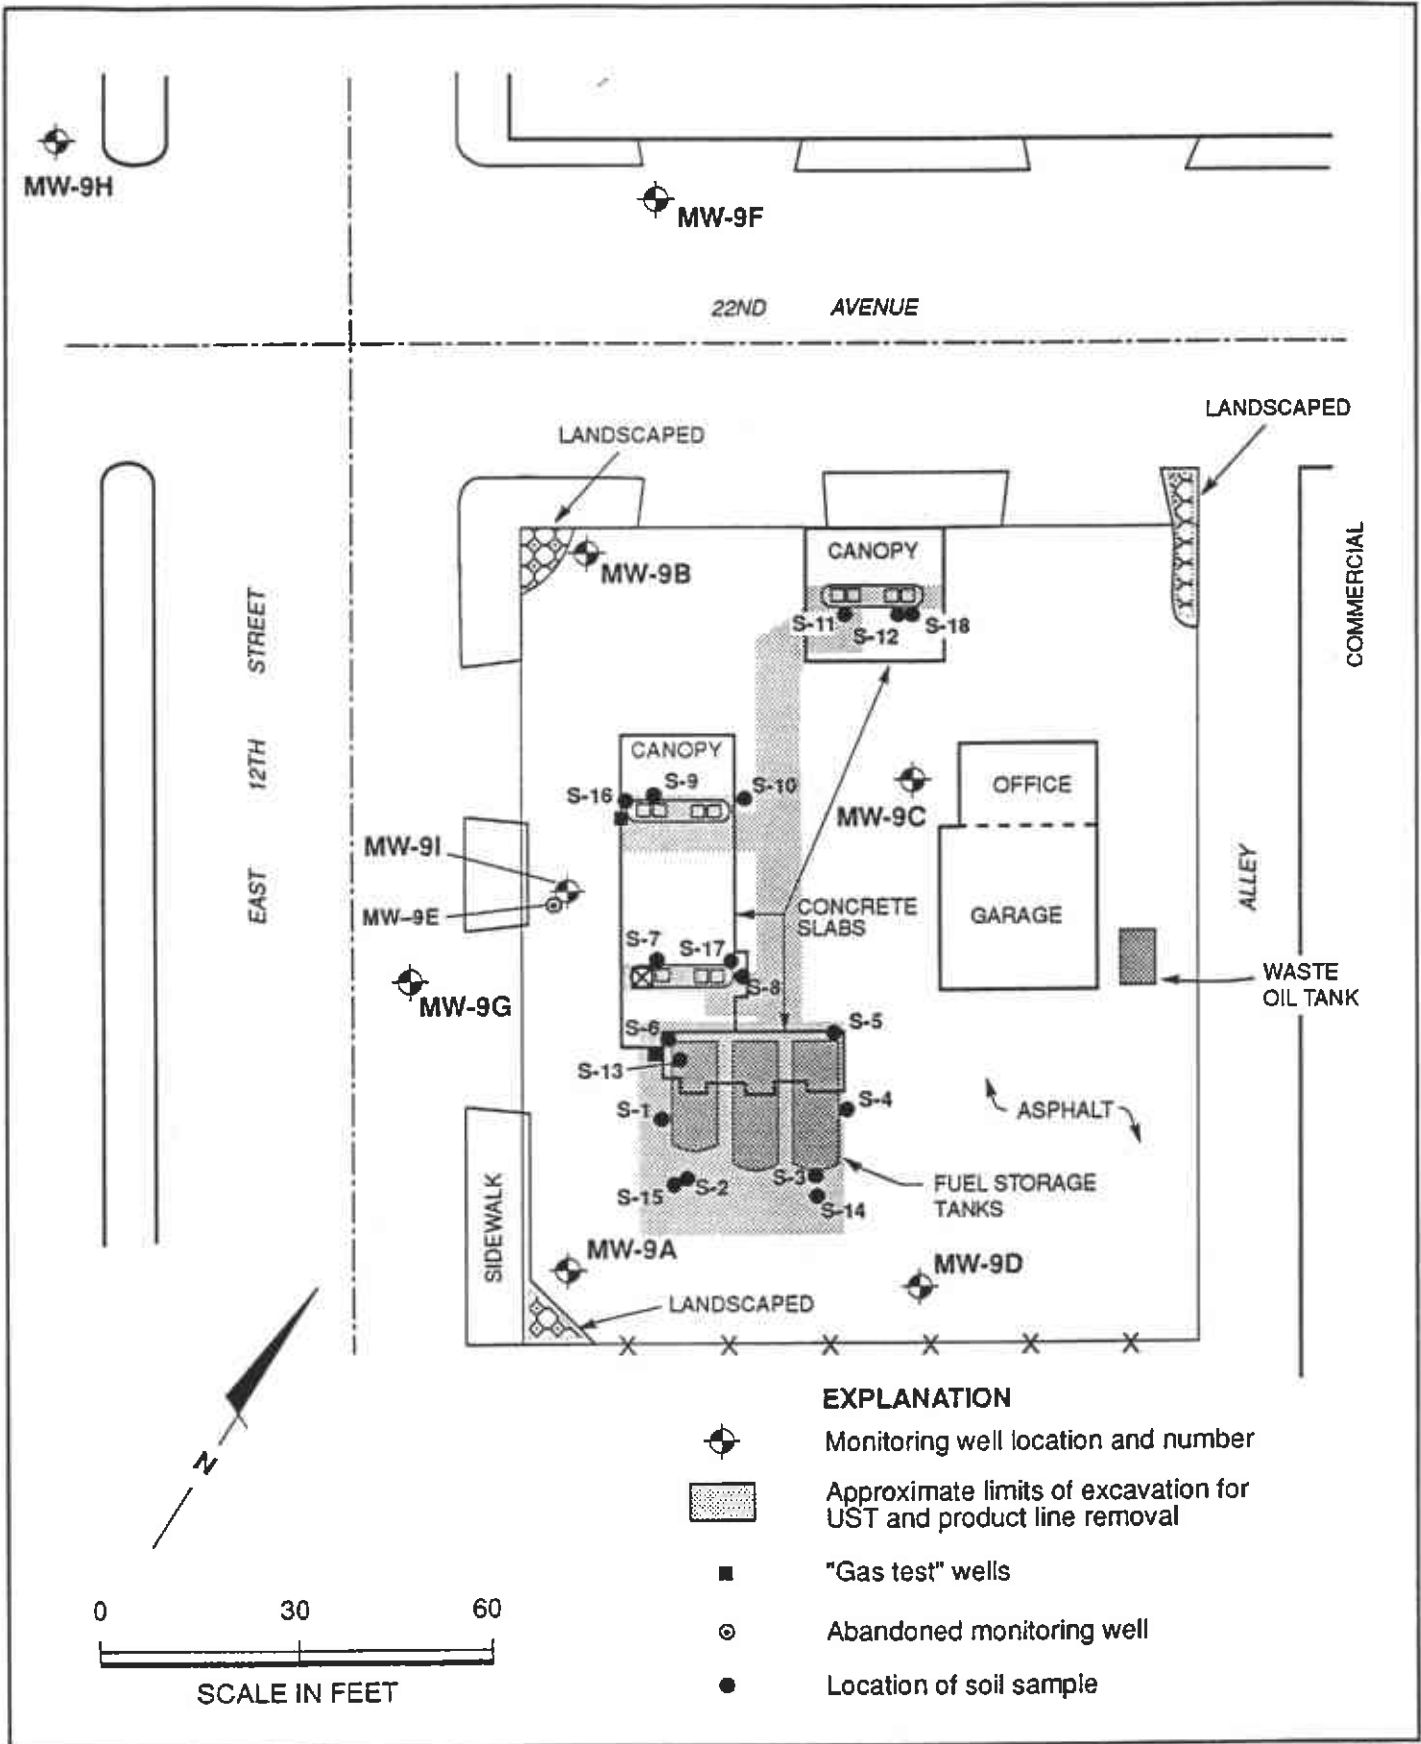 MW-9H
MW-9F
22ND AVENUE
LANDSCAPED
LANDSCAPED
COMMERCIAL
CANOPY
MW-9B
S-11
S-12
S-18
EAST 12TH STREET
CANOPY
S-9
S-16
S-10
MW-9C
OFFICE
MW-9I
MW-9E
ALLEY
CONCRETE
SLABS
GARAGE
S-7
S-17
S-8
WASTE
OIL TANK
MW-9G
S-6
S-5
S-13
S-1
S-4
ASPHALT
S-3
S-2
S-15
S-14
FUEL STORAGE
TANKS
SIDEWALK
MW-9A
MW-9D
LANDSCAPED
X X X X X X
N
EXPLANATION
Monitoring well location and number
Approximate limits of excavation for
UST and product line removal
"Gas test" wells
Abandoned monitoring well
Location of soil sample
0 30 60
SCALE IN FEET